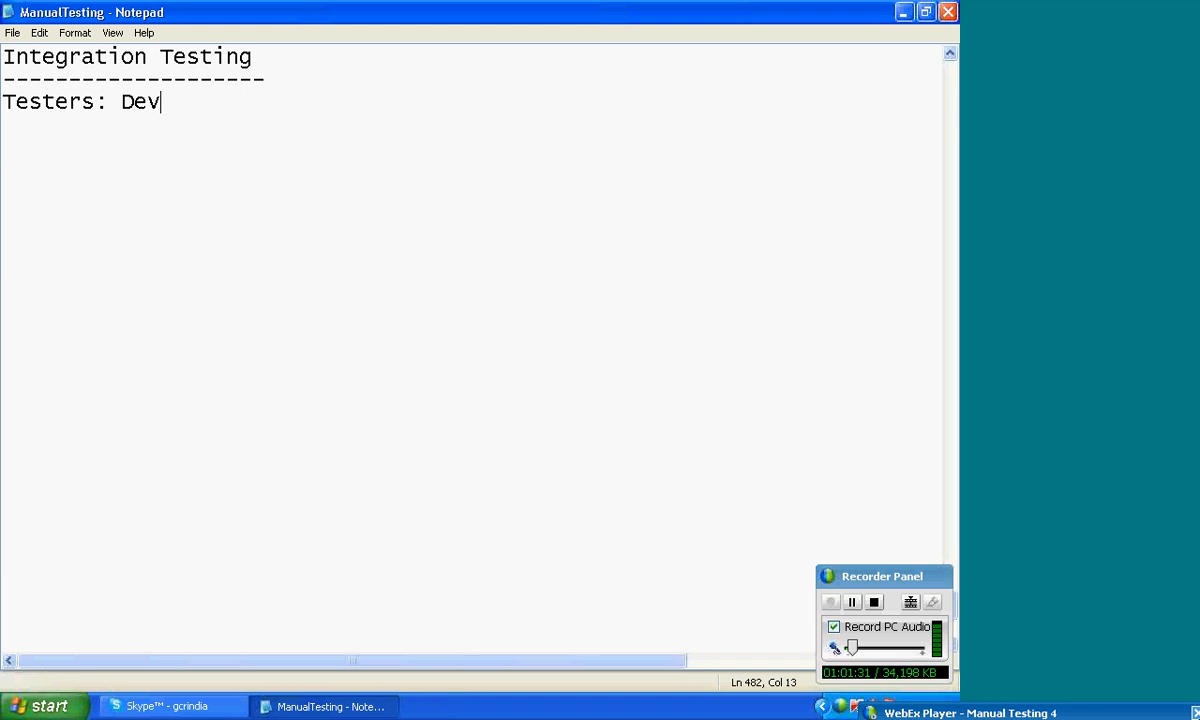 ManualTesting - Notepad
File Edit Format View Help
Integration Testing
--------------------
Testers: Dev
Recorder Panel
Record PC Audio
01:01:31 / 34,198 KB
Ln 482, Col 13
start
Skype™ - gcrindia
ManualTesting - Note...
WebEx Player - Manual Testing 4